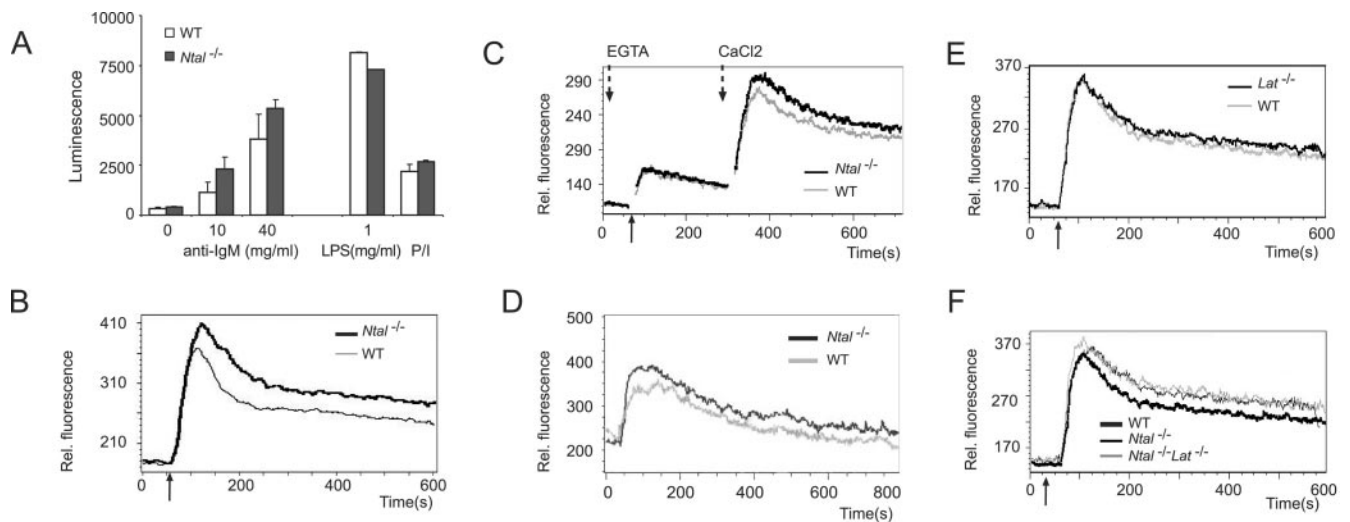 A
Luminescence
10000
7500
5000
2500
0
WT
Ntal -/-
0 10 40 1
anti-IgM (mg/ml) LPS(mg/ml) P/I
B
Rel. fluorescence
410
310
210
Ntal -/-
WT
0 200 400 600
Time(s)
C
EGTA CaCl2
Rel. fluorescence
290
240
290
140
Ntal -/-
WT
0 200 400 600
Time(s)
D
Rel. fluorescence
500
400
300
200
Ntal -/-
WT
0 200 400 600 800
Time(s)
E
Rel. fluorescence
370
270
170
Lat -/-
WT
0 200 400 600
Time(s)
F
Rel. fluorescence
370
270
170
WT
Ntal -/-
Ntal -/- Lat -/-
0 200 400 600
Time(s)